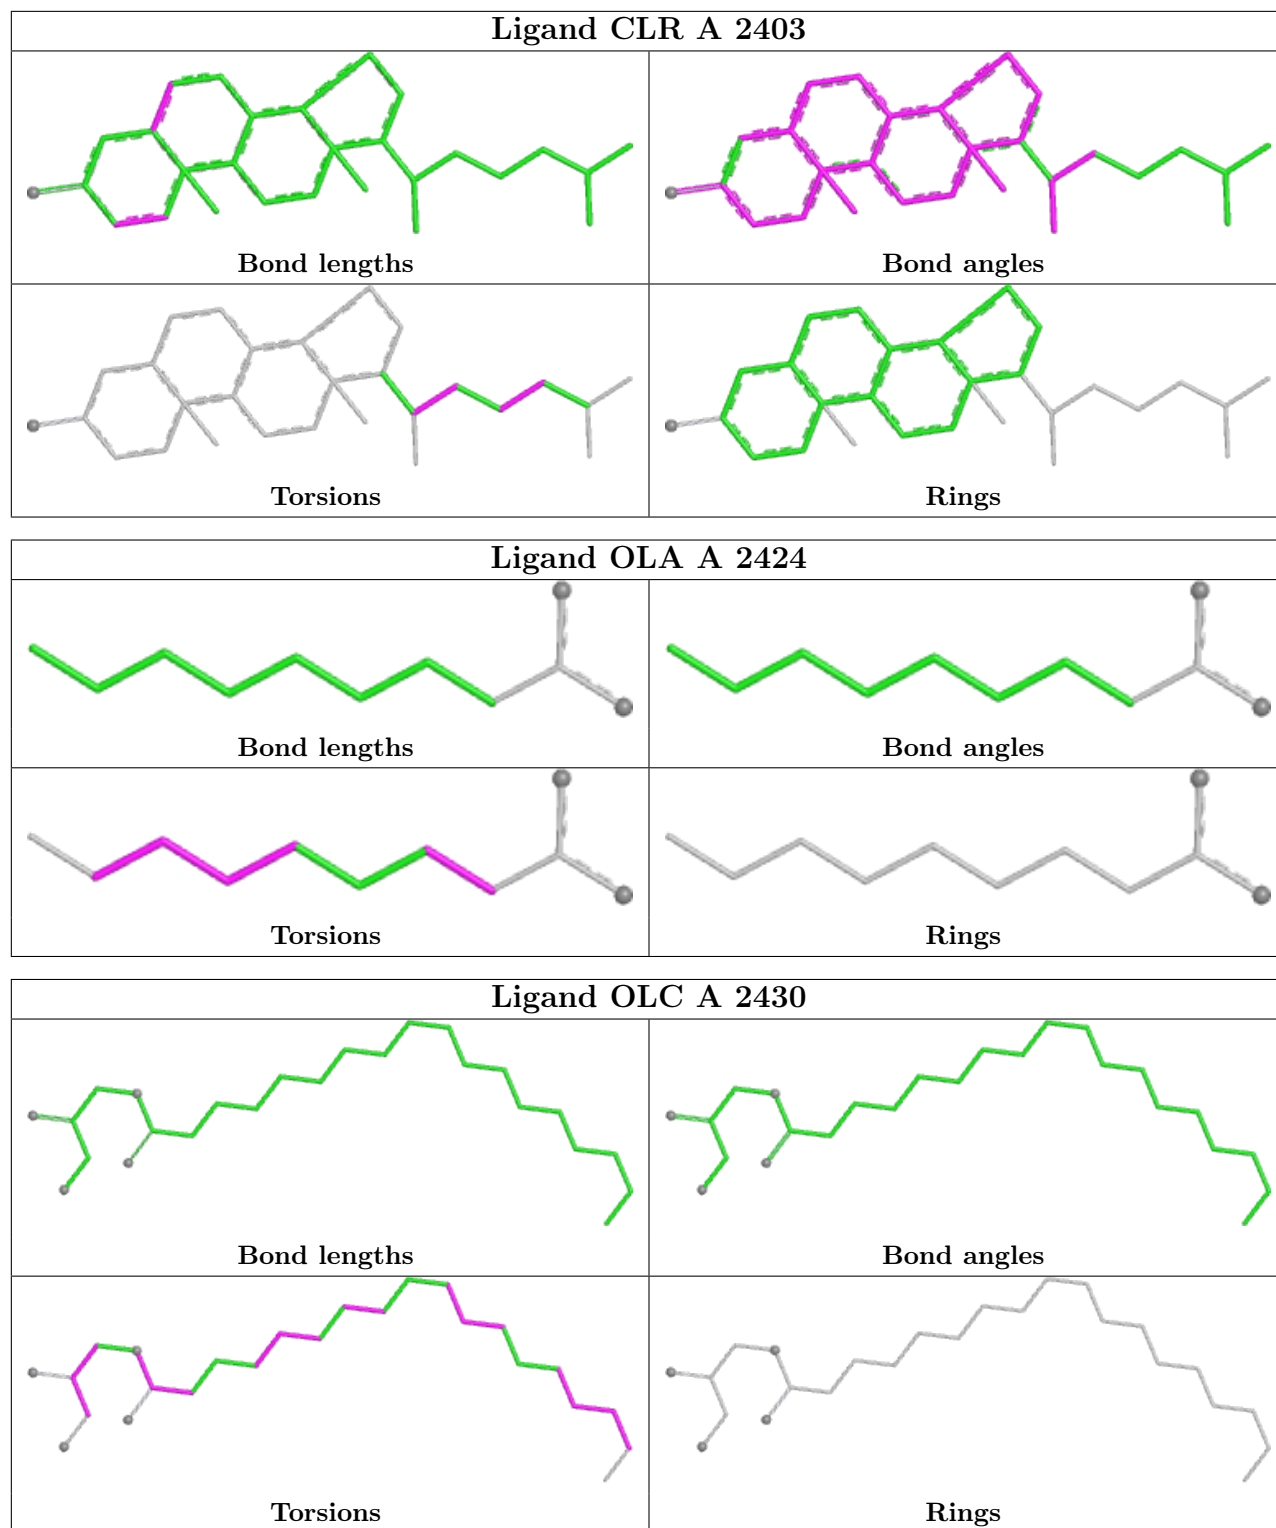 Ligand CLR A 2403
Bond lengths
Bond angles
Torsions
Rings
Ligand OLA A 2424
Bond lengths
Bond angles
Torsions
Rings
Ligand OLC A 2430
Bond lengths
Bond angles
Torsions
Rings